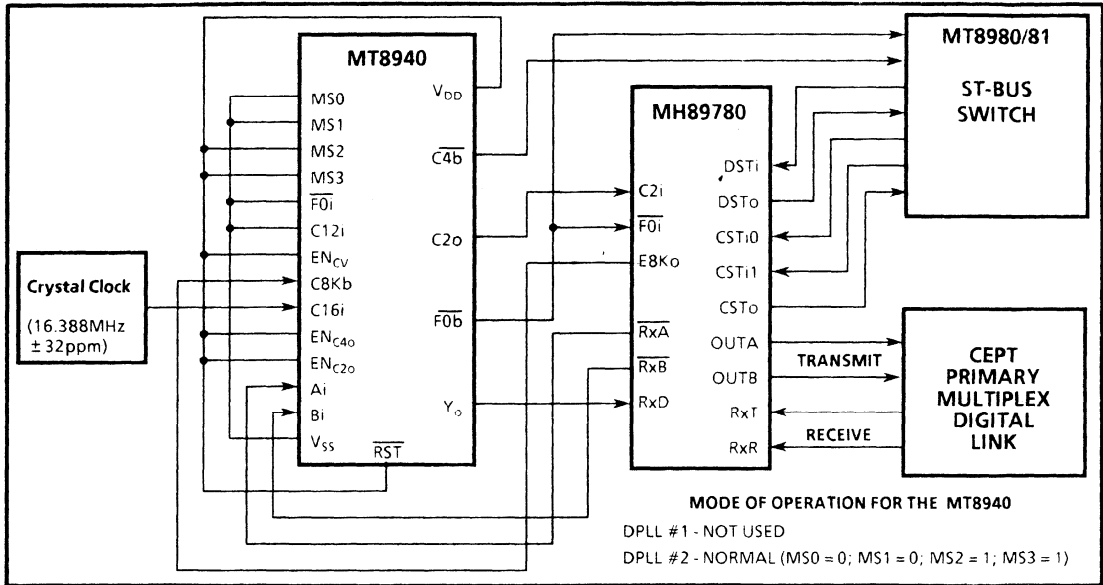 MT8940
MS0
MS1
MS2
MS3
F0i
C12i
ENCV
C8Kb
C16i
ENC4o
ENC2o
Ai
Bi
VSS
RST
VDD
C4b
C2o
F0b
Yo
Crystal Clock
(16.388MHz
± 32ppm)
MH89780
C2i
F0i
E8Ko
RxA
RxB
RxD
DSTi
DSTo
CSTi0
CSTi1
CSTo
OUTA
OUTB
RxT
RxR
MT8980/81
ST-BUS
SWITCH
TRANSMIT
RECEIVE
CEPT
PRIMARY
MULTIPLEX
DIGITAL
LINK
MODE OF OPERATION FOR THE MT8940
DPLL #1 - NOT USED
DPLL #2 - NORMAL (MS0 = 0; MS1 = 0; MS2 = 1; MS3 = 1)